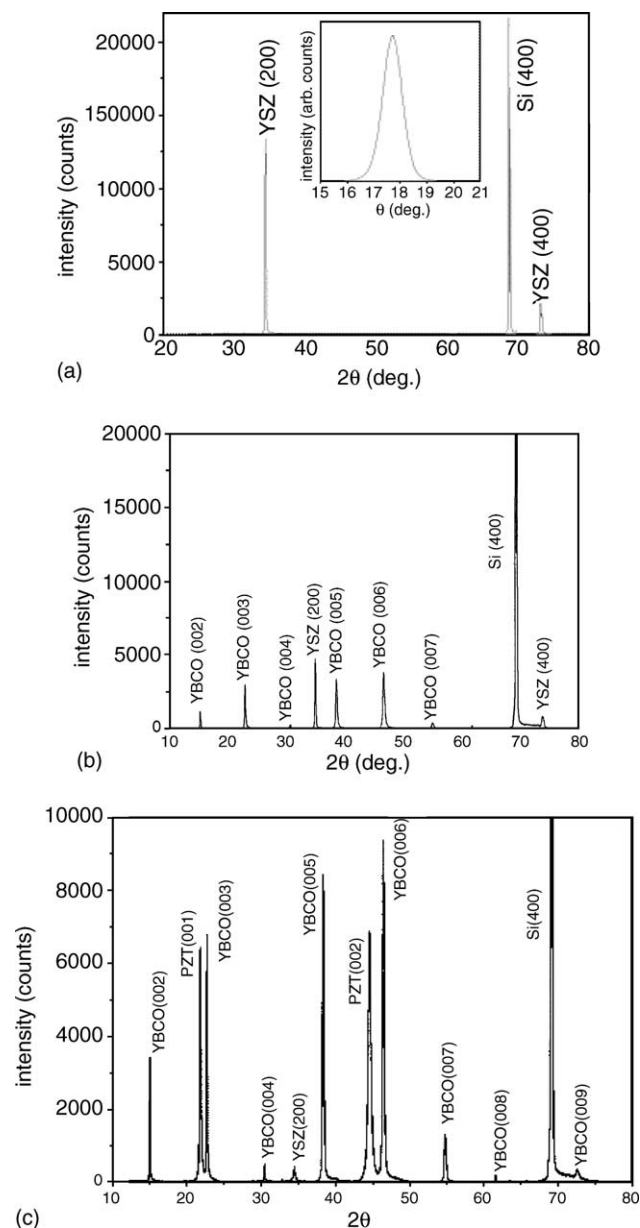 20000
15000
10000
5000
0
intensity (counts)
YSZ (200)
Si (400)
YSZ (400)
intensity (arb. counts)
15 16 17 18 19 20 21
θ (deg.)
20 30 40 50 60 70 80
2θ (deg.)
(a)
20000
15000
10000
5000
0
intensity (counts)
YBCO (002)
YBCO (003)
YBCO (004)
YSZ (200)
YBCO (005)
YBCO (006)
YBCO (007)
Si (400)
YSZ (400)
10 20 30 40 50 60 70 80
2θ (deg.)
(b)
10000
8000
6000
4000
2000
0
intensity (counts)
YBCO(002)
PZT(001)
YBCO(003)
YBCO(004)
YSZ(200)
YBCO(005)
PZT(002)
YBCO(006)
YBCO(007)
YBCO(008)
Si(400)
YBCO(009)
10 20 30 40 50 60 70 80
2θ
(c)